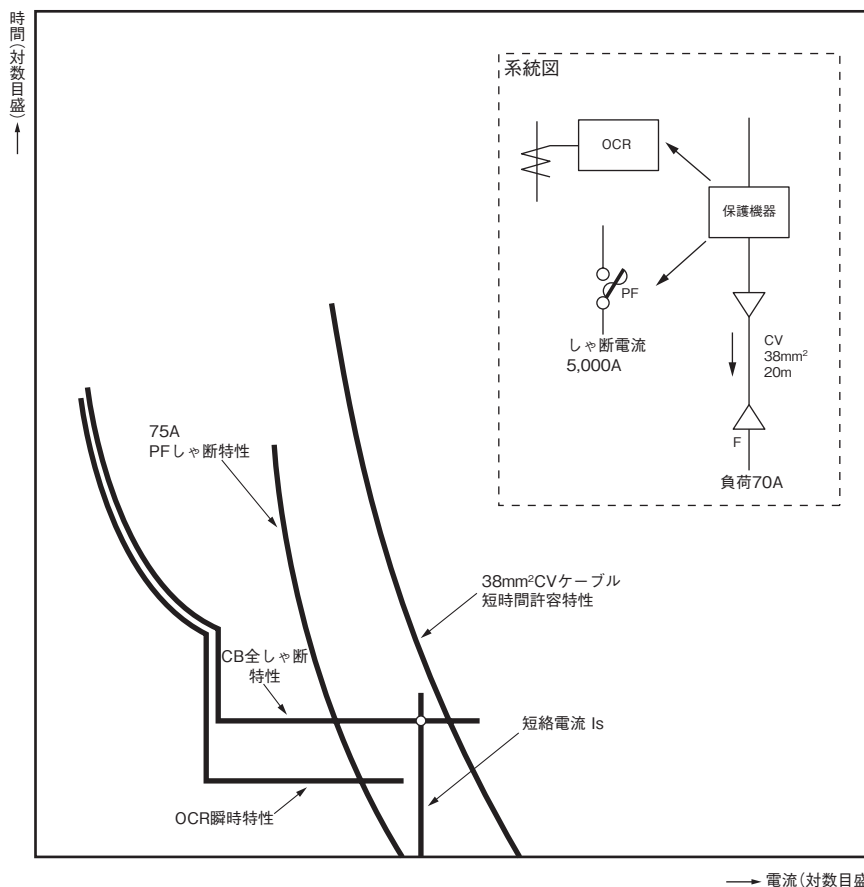 時間(対数目盛)
系統図
OCR
保護機器
PF
しゃ断電流
5,000A
CV
38mm²
20m
F
負荷70A
75A
PFしゃ断特性
38mm²CVケーブル
短時間許容特性
CB全しゃ断
特性
短絡電流 Is
OCR瞬時特性
電流(対数目盛